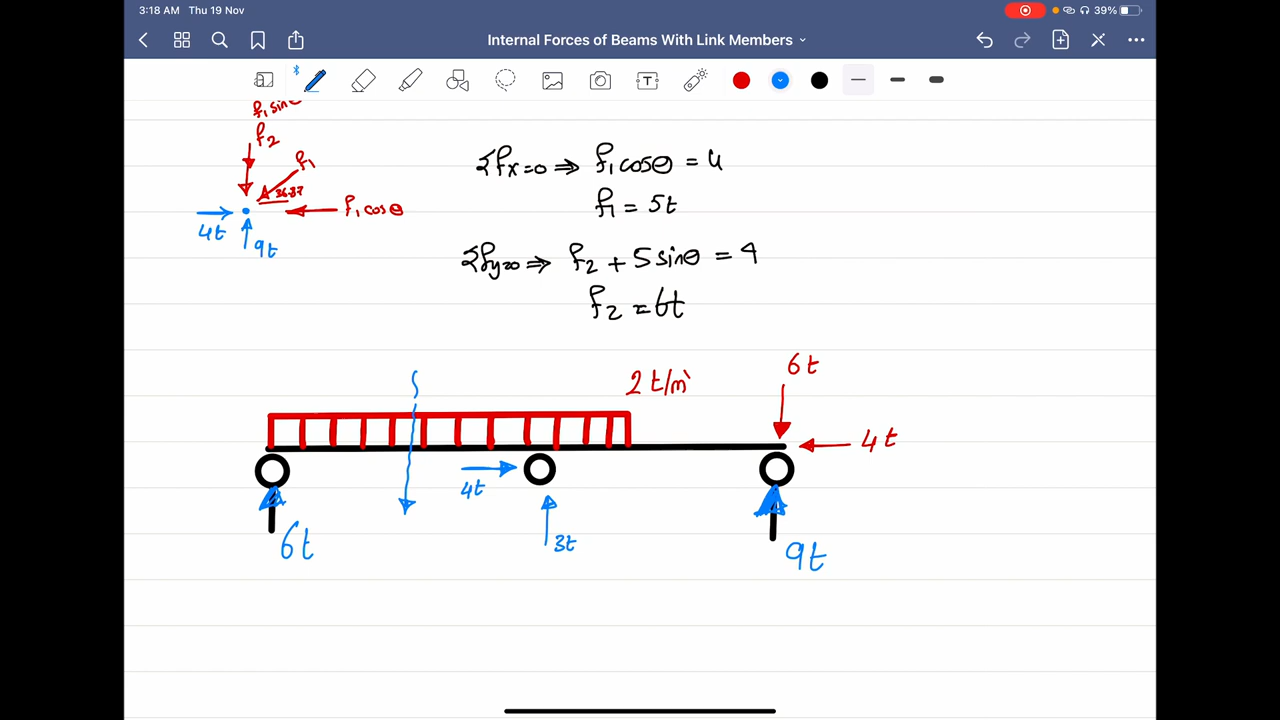 3:18 AM Thu 19 Nov
39%
Internal Forces of Beams With Link Members
T
f₁ sinθ
f₂
f₁
36.87
f₁ cosθ
4t
9t
Σfx=0 ⇒ f₁ cosθ = 4
f₁ = 5t
Σfy=0 ⇒ f₂ + 5 sinθ = 9
f₂ = 6t
2 t/m'
6t
4t
S
4t
3t
6t
9t